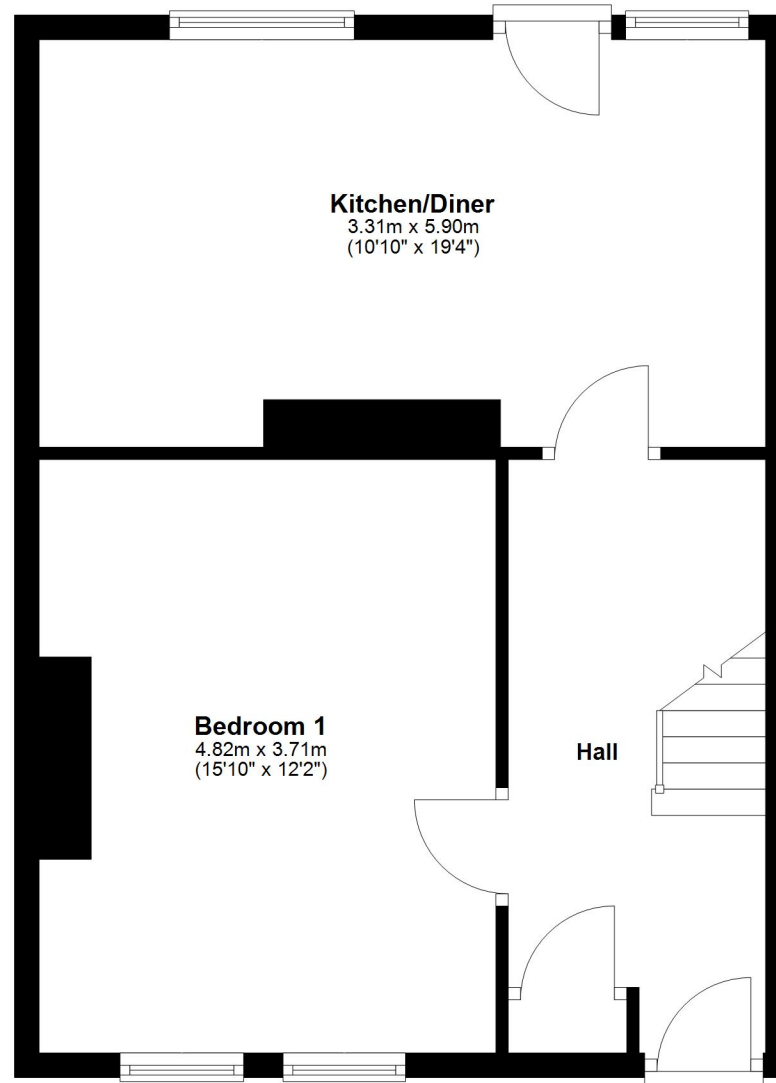 Kitchen/Diner
3.31m x 5.90m
(10'10" x 19'4")
Bedroom 1
4.82m x 3.71m
(15'10" x 12'2")
Hall